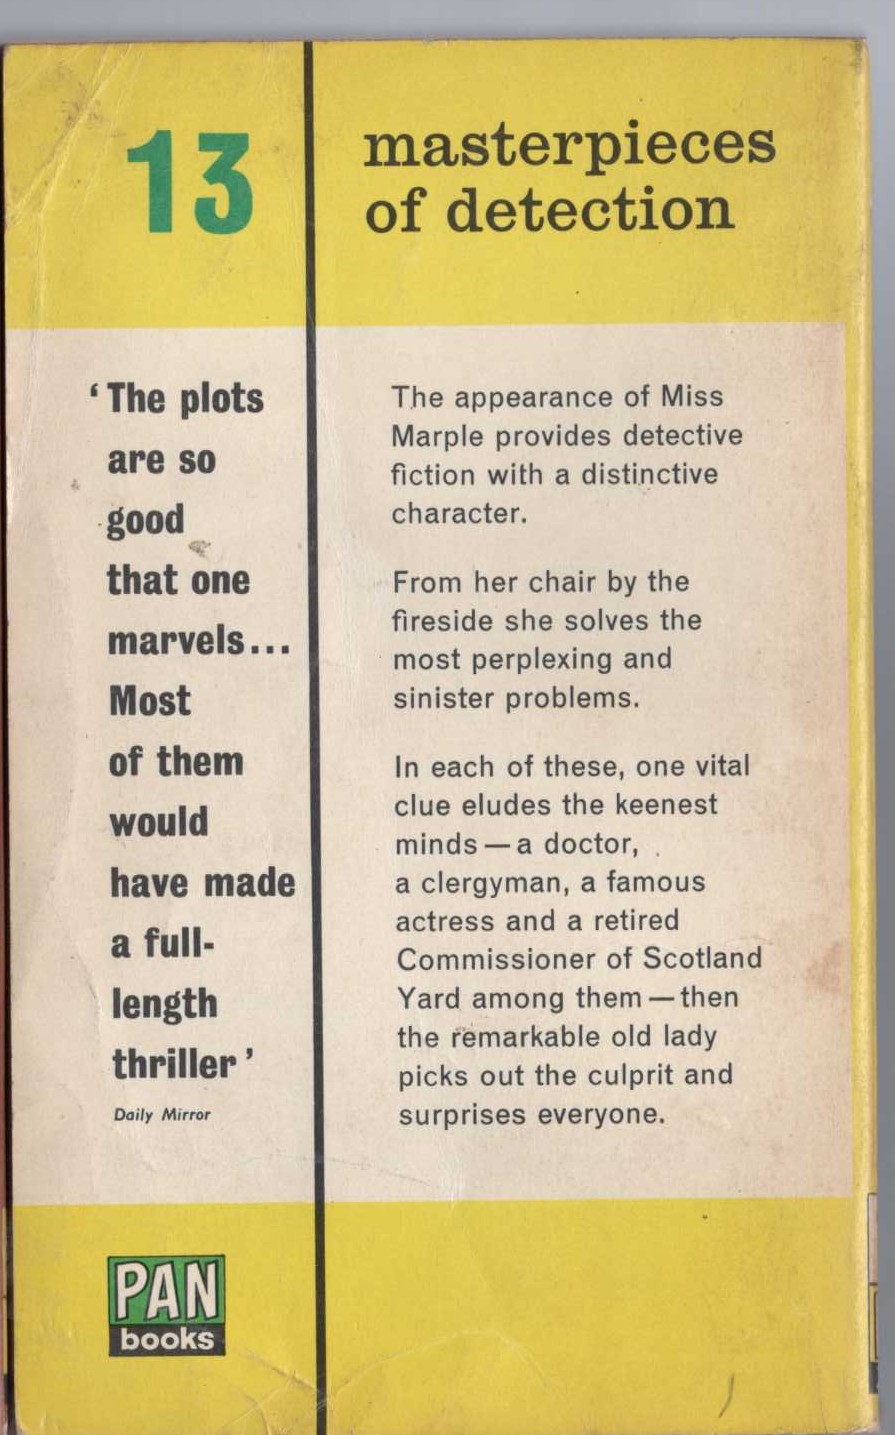 13
masterpieces
of detection
‘The plots
are so
good
that one
marvels...
Most
of them
would
have made
a full-
length
thriller’
Daily Mirror
The appearance of Miss
Marple provides detective
fiction with a distinctive
character.
From her chair by the
fireside she solves the
most perplexing and
sinister problems.
In each of these, one vital
clue eludes the keenest
minds — a doctor,
a clergyman, a famous
actress and a retired
Commissioner of Scotland
Yard among them — then
the remarkable old lady
picks out the culprit and
surprises everyone.
PAN
books